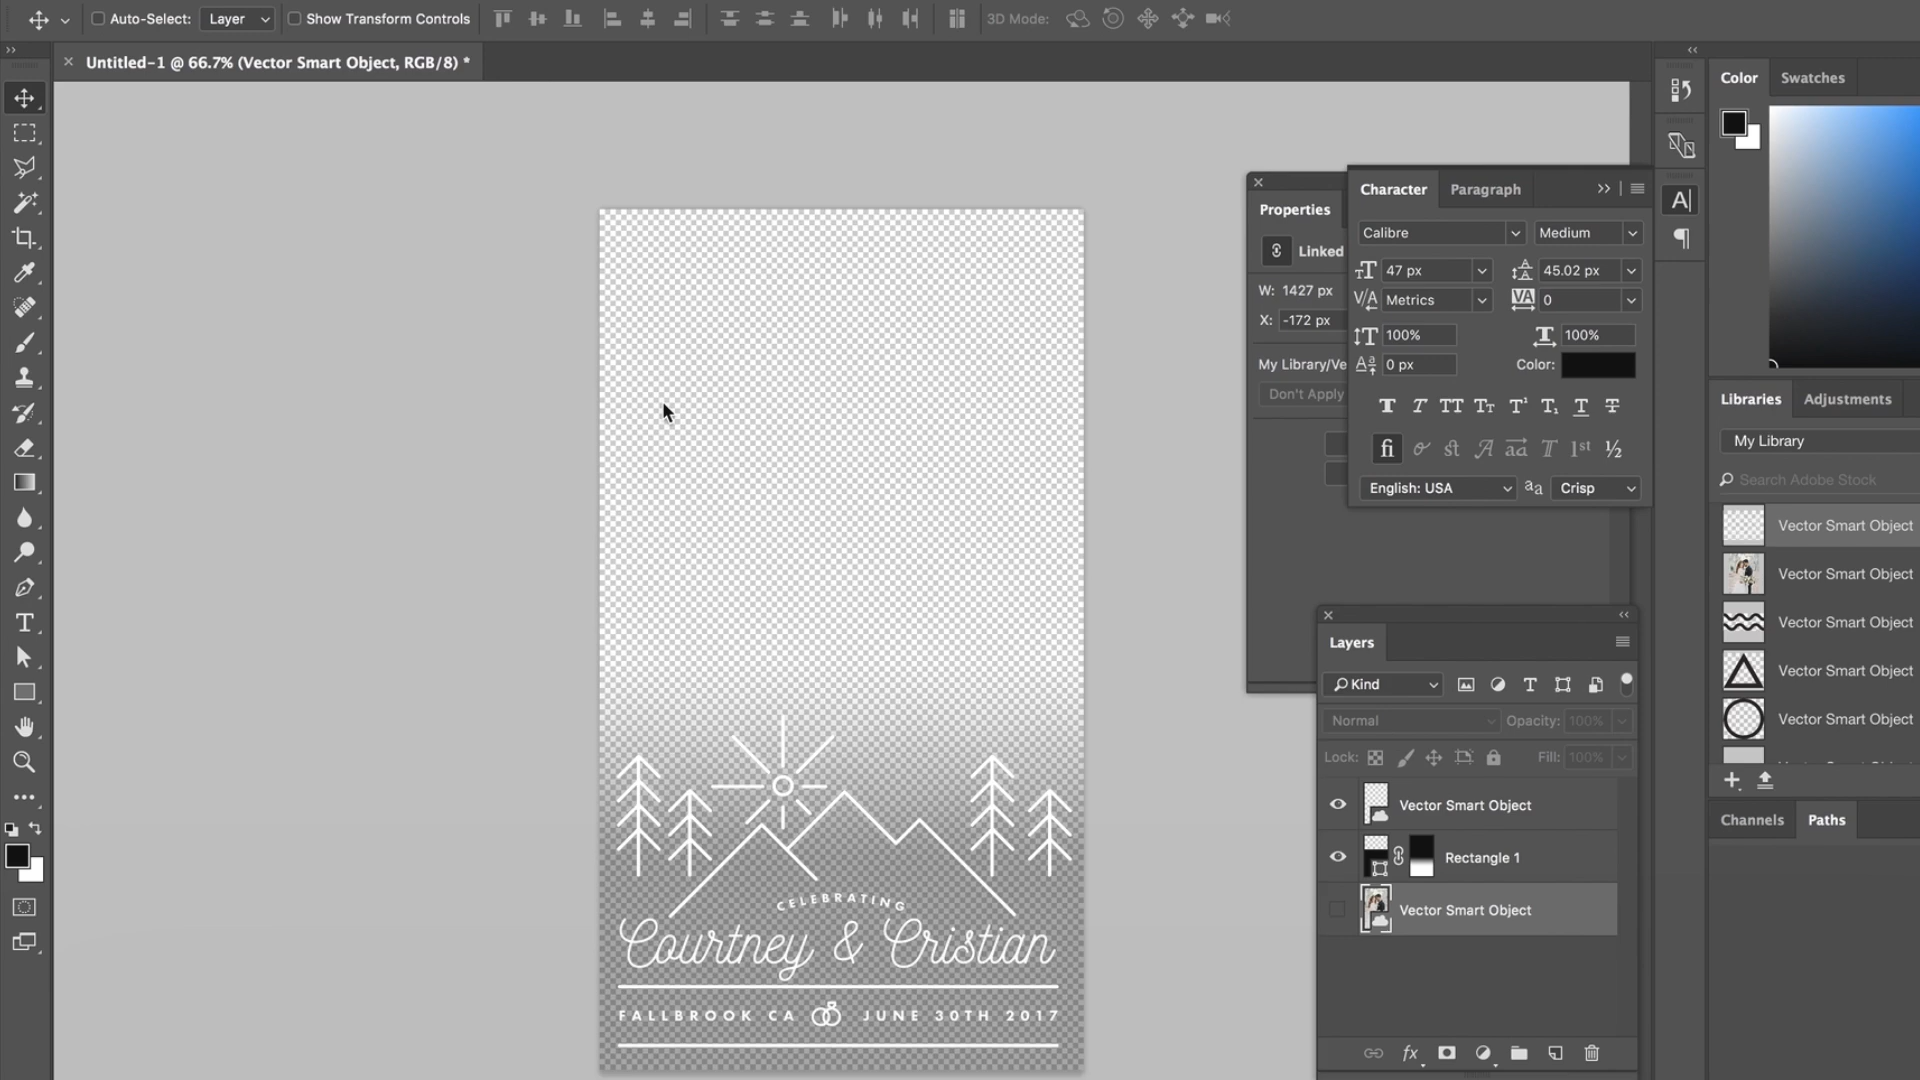 Auto-Select: Layer Show Transform Controls 3D Mode:
Untitled-1 @ 66.7% (Vector Smart Object, RGB/8) *
Color Swatches
Character Paragraph
Properties
Calibre Medium
Linked
47 px 45.02 px
W: 1427 px
Metrics 0
X: -172 px
100% 100%
My Library/Ve
0 px Color:
Don't Apply
English: USA Crisp
Libraries Adjustments
My Library
Search Adobe Stock
Vector Smart Object
Vector Smart Object
Vector Smart Object
Vector Smart Object
Vector Smart Object
Channels Paths
Layers
Kind
Normal Opacity: 100%
Lock: Fill: 100%
Vector Smart Object
Rectangle 1
Vector Smart Object
fx
CELEBRATING
Courtney & Cristian
FALLBROOK CA JUNE 30TH 2017